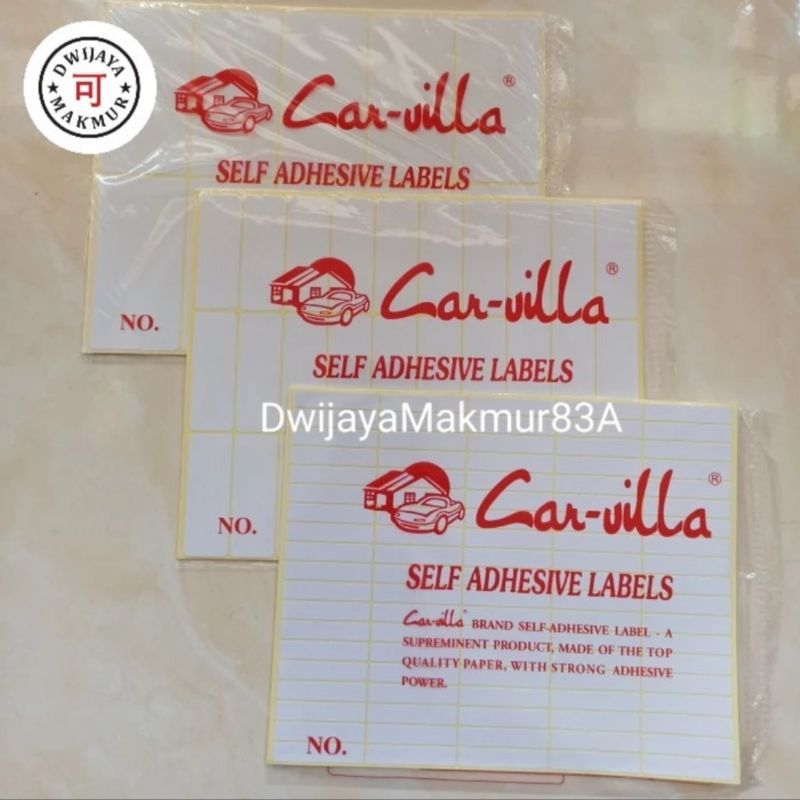 DWIJAYA
可
MAKMUR
Car-villa®
SELF ADHESIVE LABELS
NO.
Car-villa®
SELF ADHESIVE LABELS
NO.
DwijayaMakmur83A
Car-villa®
SELF ADHESIVE LABELS
Car-villa® BRAND SELF-ADHESIVE LABEL - A
SUPREMINENT PRODUCT, MADE OF THE TOP
QUALITY PAPER, WITH STRONG ADHESIVE
POWER.
NO.